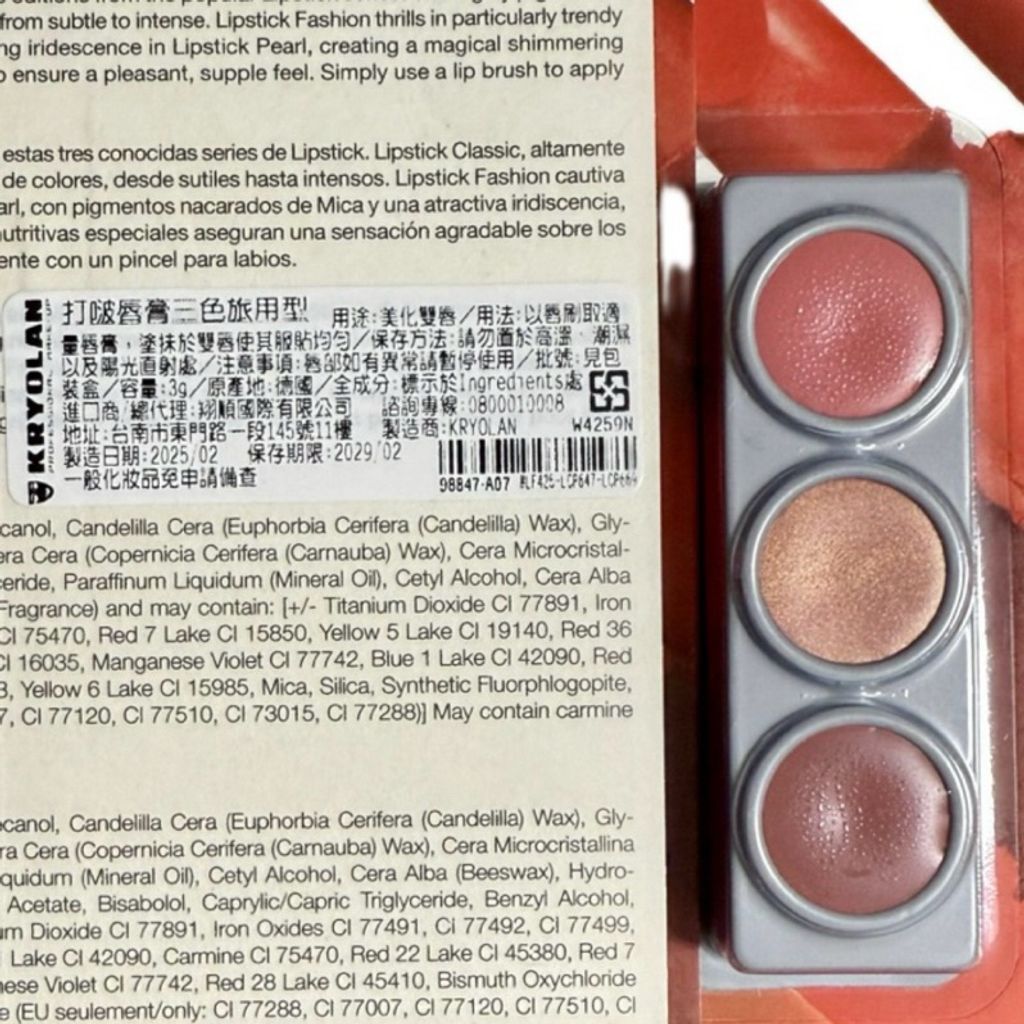 from subtle to intense. Lipstick Fashion thrills in particularly trendy
ng iridescence in Lipstick Pearl, creating a magical shimmering
o ensure a pleasant, supple feel. Simply use a lip brush to apply
estas tres conocidas series de Lipstick. Lipstick Classic, altamente
de colores, desde sutiles hasta intensos. Lipstick Fashion cautiva
arl, con pigmentos nacarados de Mica y una atractiva iridiscencia,
nutritivas especiales aseguran una sensación agradable sobre los
ente con un pincel para labios.
KRYOLAN
打啵唇膏三色旅用型 用途:美化雙唇/用法:以唇刷取適
量唇膏,塗抹於雙唇使其服貼均勻/保存方法:請勿置於高溫、潮濕
以及陽光直射處/注意事項:唇部如有異常請暫停使用/批號:見包
裝盒/容量:3g/原產地:德國/全成分:標示於Ingredients處
進口商/總代理:翔順國際有限公司 諮詢專線:0800010008
地址:台南市東門路一段145號11樓 製造商:KRYOLAN W4259N
製造日期:2025/02 保存期限:2029/02
一般化妝品免申請備查 98847-A07 #LF426-LCP647-LCP669
ecanol, Candelilla Cera (Euphorbia Cerifera (Candelilla) Wax), Gly-
era Cera (Copernicia Cerifera (Carnauba) Wax), Cera Microcristal-
ceride, Paraffinum Liquidum (Mineral Oil), Cetyl Alcohol, Cera Alba
Fragrance) and may contain: [+/- Titanium Dioxide CI 77891, Iron
CI 75470, Red 7 Lake CI 15850, Yellow 5 Lake CI 19140, Red 36
CI 16035, Manganese Violet CI 77742, Blue 1 Lake CI 42090, Red
3, Yellow 6 Lake CI 15985, Mica, Silica, Synthetic Fluorphlogopite,
7, CI 77120, CI 77510, CI 73015, CI 77288)] May contain carmine
ecanol, Candelilla Cera (Euphorbia Cerifera (Candelilla) Wax), Gly-
ra Cera (Copernicia Cerifera (Carnauba) Wax), Cera Microcristallina
quidum (Mineral Oil), Cetyl Alcohol, Cera Alba (Beeswax), Hydro-
Acetate, Bisabolol, Caprylic/Capric Triglyceride, Benzyl Alcohol,
um Dioxide CI 77891, Iron Oxides CI 77491, CI 77492, CI 77499,
Lake CI 42090, Carmine CI 75470, Red 22 Lake CI 45380, Red 7
nese Violet CI 77742, Red 28 Lake CI 45410, Bismuth Oxychloride
e (EU seulement/only: CI 77288, CI 77007, CI 77120, CI 77510, CI